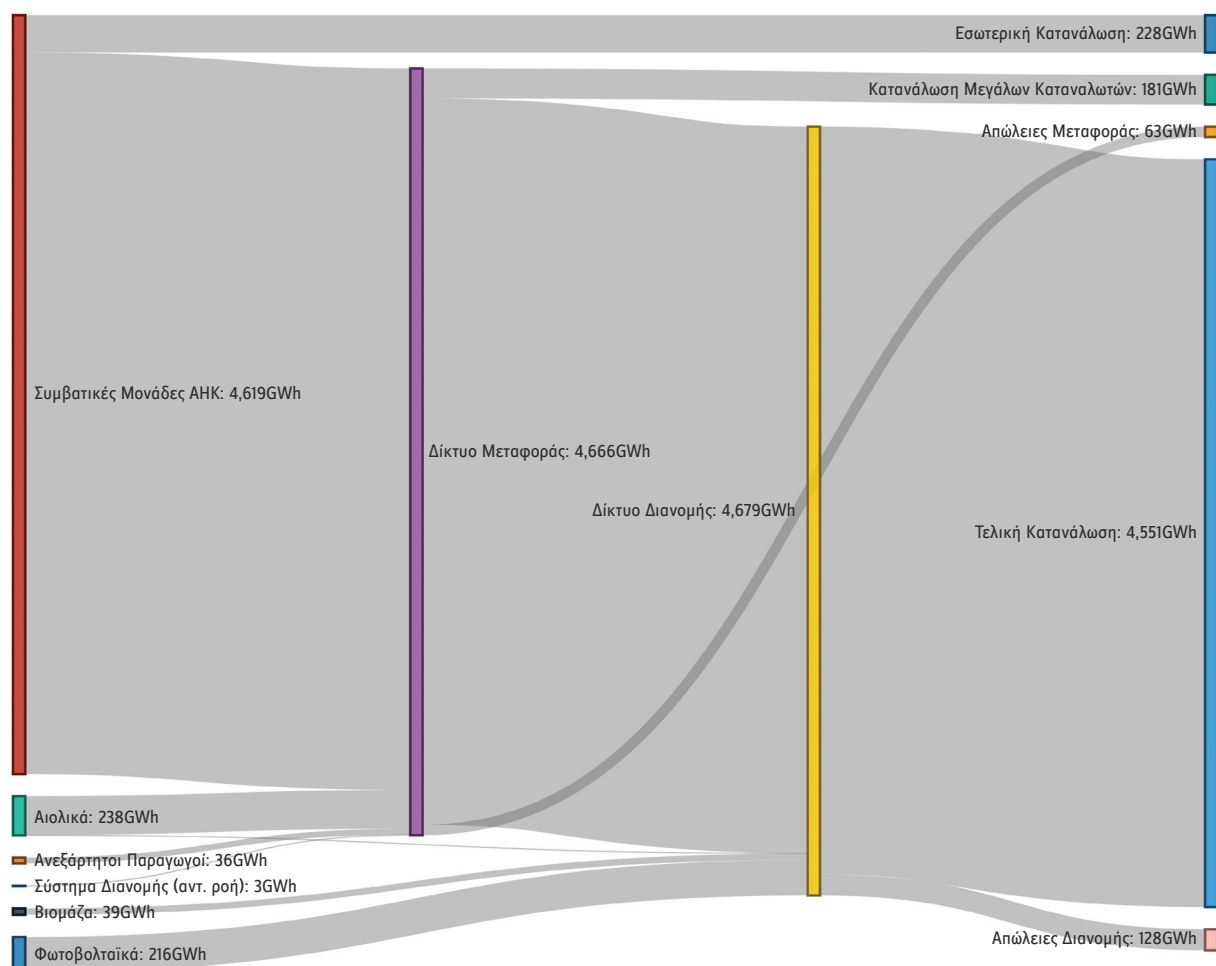 Εσωτερική Κατανάλωση: 228GWh
Κατανάλωση Μεγάλων Καταναλωτών: 181GWh
Απώλειες Μεταφοράς: 63GWh
Συμβατικές Μονάδες ΑΗΚ: 4,619GWh
Δίκτυο Μεταφοράς: 4,666GWh
Δίκτυο Διανομής: 4,679GWh
Τελική Κατανάλωση: 4,551GWh
Αιολικά: 238GWh
Ανεξάρτητοι Παραγωγοί: 36GWh
Σύστημα Διανομής (αντ. ροή): 3GWh
Βιομάζα: 39GWh
Απώλειες Διανομής: 128GWh
Φωτοβολταϊκά: 216GWh